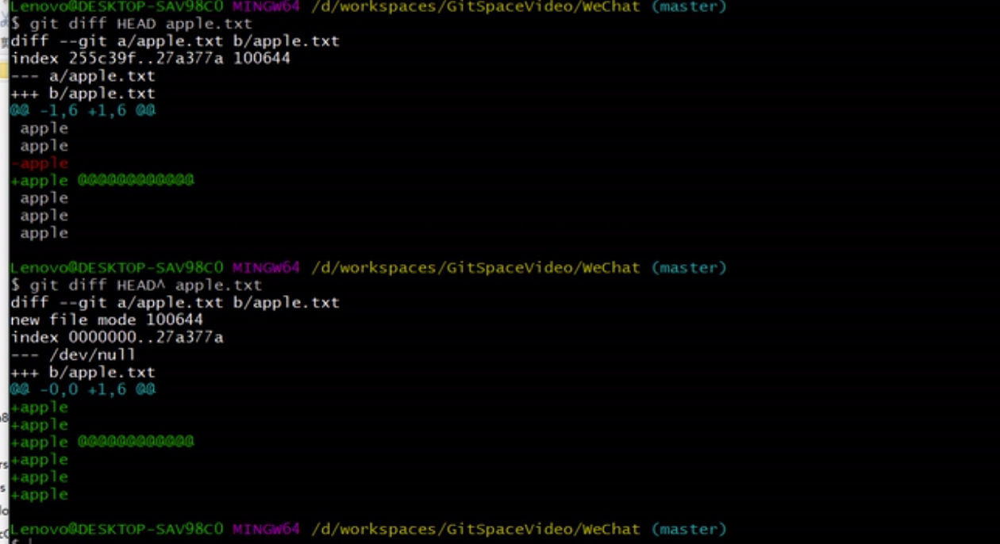 Lenovo@DESKTOP-SAV98C0 MINGW64 /d/workspaces/GitSpaceVideo/WeChat (master)
$ git diff HEAD apple.txt
diff --git a/apple.txt b/apple.txt
index 255c39f..27a377a 100644
--- a/apple.txt
+++ b/apple.txt
@@ -1,6 +1,6 @@
 apple
 apple
-apple
+apple @@@@@@@@@@@@
 apple
 apple
 apple
Lenovo@DESKTOP-SAV98C0 MINGW64 /d/workspaces/GitSpaceVideo/WeChat (master)
$ git diff HEAD^ apple.txt
diff --git a/apple.txt b/apple.txt
new file mode 100644
index 0000000..27a377a
--- /dev/null
+++ b/apple.txt
@@ -0,0 +1,6 @@
+apple
+apple
+apple @@@@@@@@@@@@
+apple
+apple
+apple
Lenovo@DESKTOP-SAV98C0 MINGW64 /d/workspaces/GitSpaceVideo/WeChat (master)
$